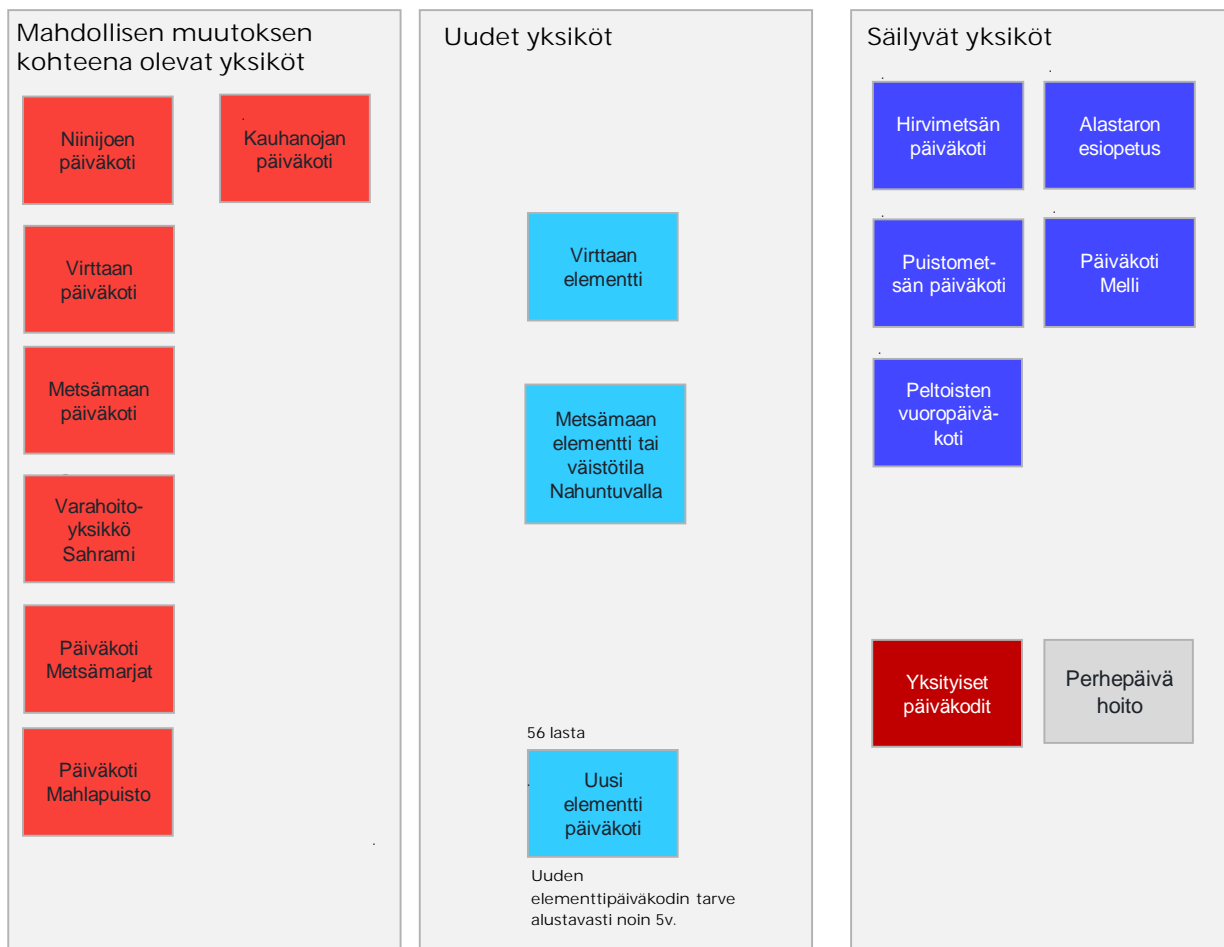 Mahdollisen muutoksen
kohteena olevat yksiköt
Niinijoen
päiväkoti
Kauhanojan
päiväkoti
Virttaan
päiväkoti
Metsämaan
päiväkoti
Varahoito-
yksikkö
Sahrami
Päiväkoti
Metsämarjat
Päiväkoti
Mahlapuisto
Uudet yksiköt
Virttaan
elementti
Metsämaan
elementti tai
väistötila
Nahuntuvalla
56 lasta
Uusi
elementti
päiväkoti
Uuden
elementtipäiväkodin tarve
alustavasti noin 5v.
Säilyvät yksiköt
Hirvimetsän
päiväkoti
Alastaron
esiopetus
Puistomet-
sän päiväkoti
Päiväkoti
Melli
Peltoisten
vuoropäivä-
koti
Yksityiset
päiväkodit
Perhepäivä
hoito